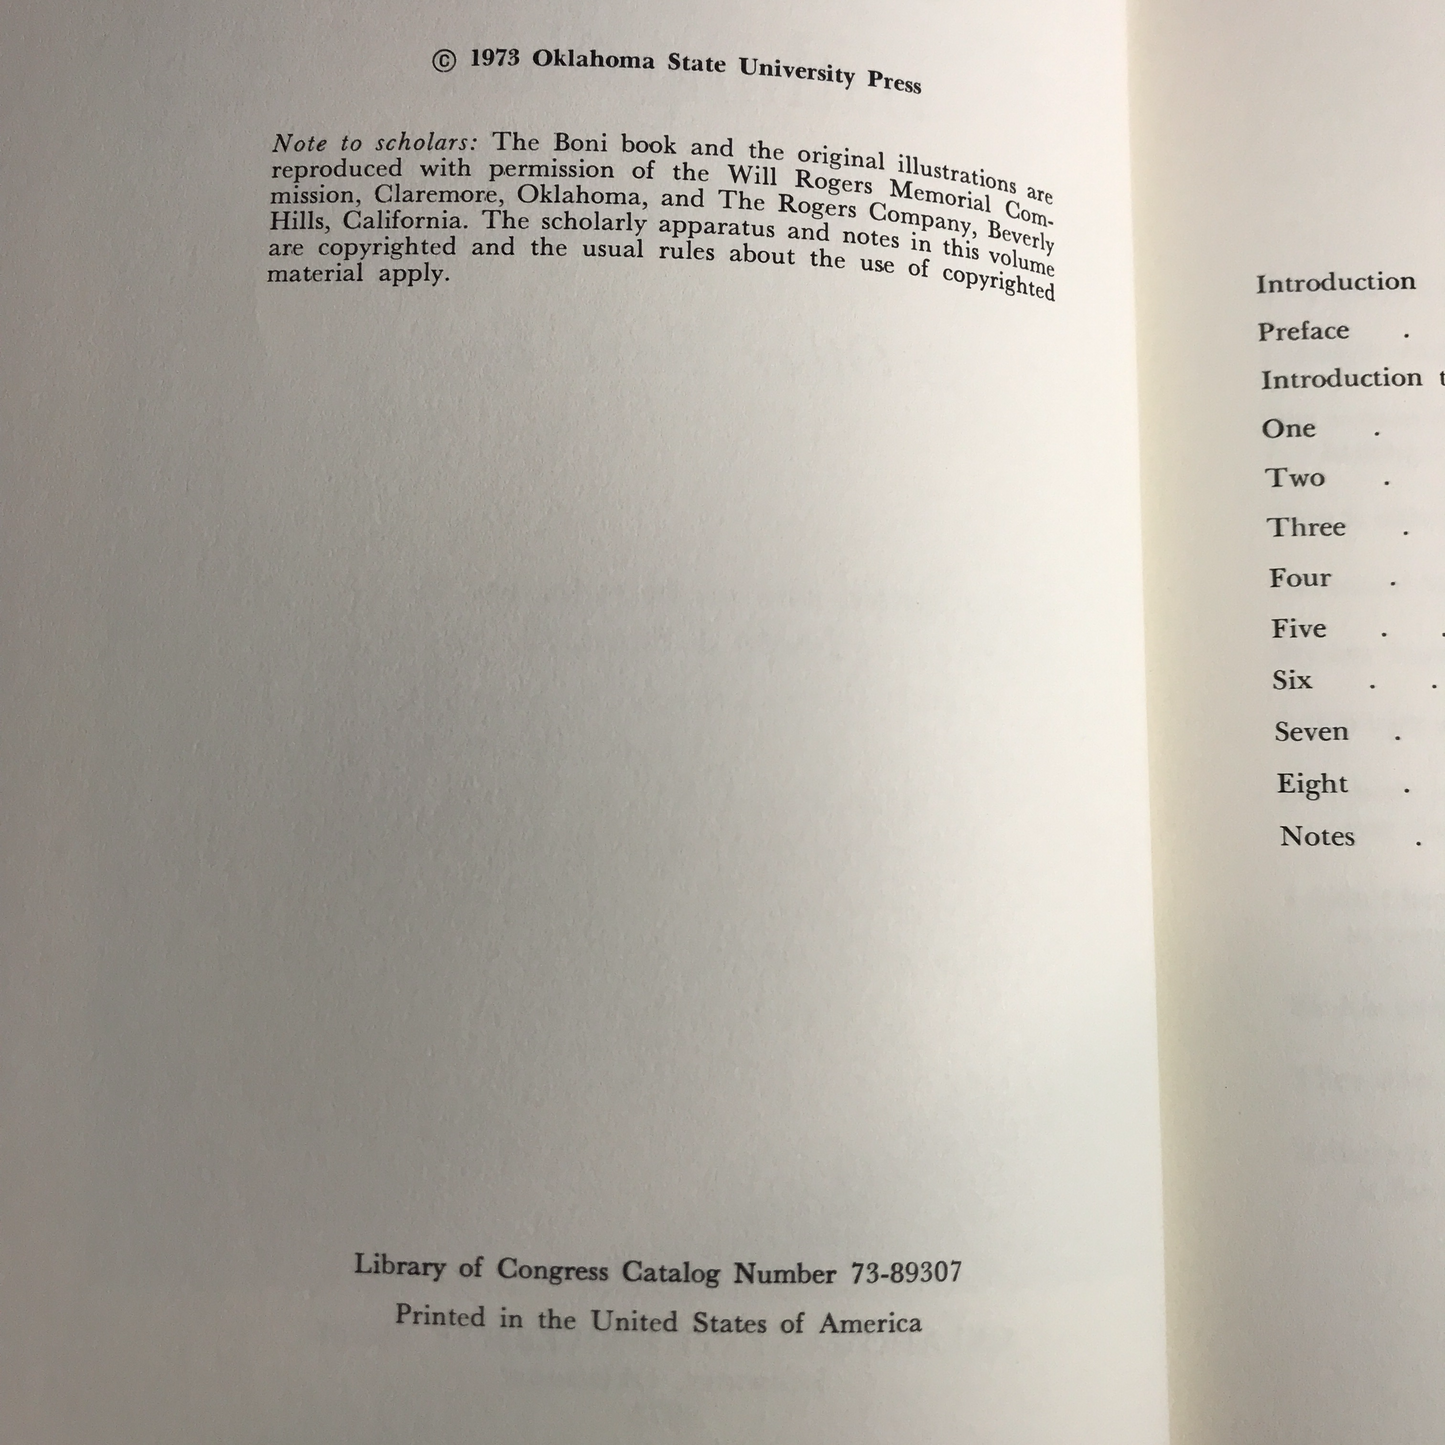 © 1973 Oklahoma State University Press
Note to scholars: The Boni book and the original illustrations are
reproduced with permission of the Will Rogers Memorial Com-
mission, Claremore, Oklahoma, and The Rogers Company, Beverly
Hills, California. The scholarly apparatus and notes in this volume
are copyrighted and the usual rules about the use of copyrighted
material apply.
Library of Congress Catalog Number 73-89307
Printed in the United States of America
Introduction
Preface .
Introduction t
One .
Two .
Three .
Four .
Five . .
Six . .
Seven .
Eight .
Notes .